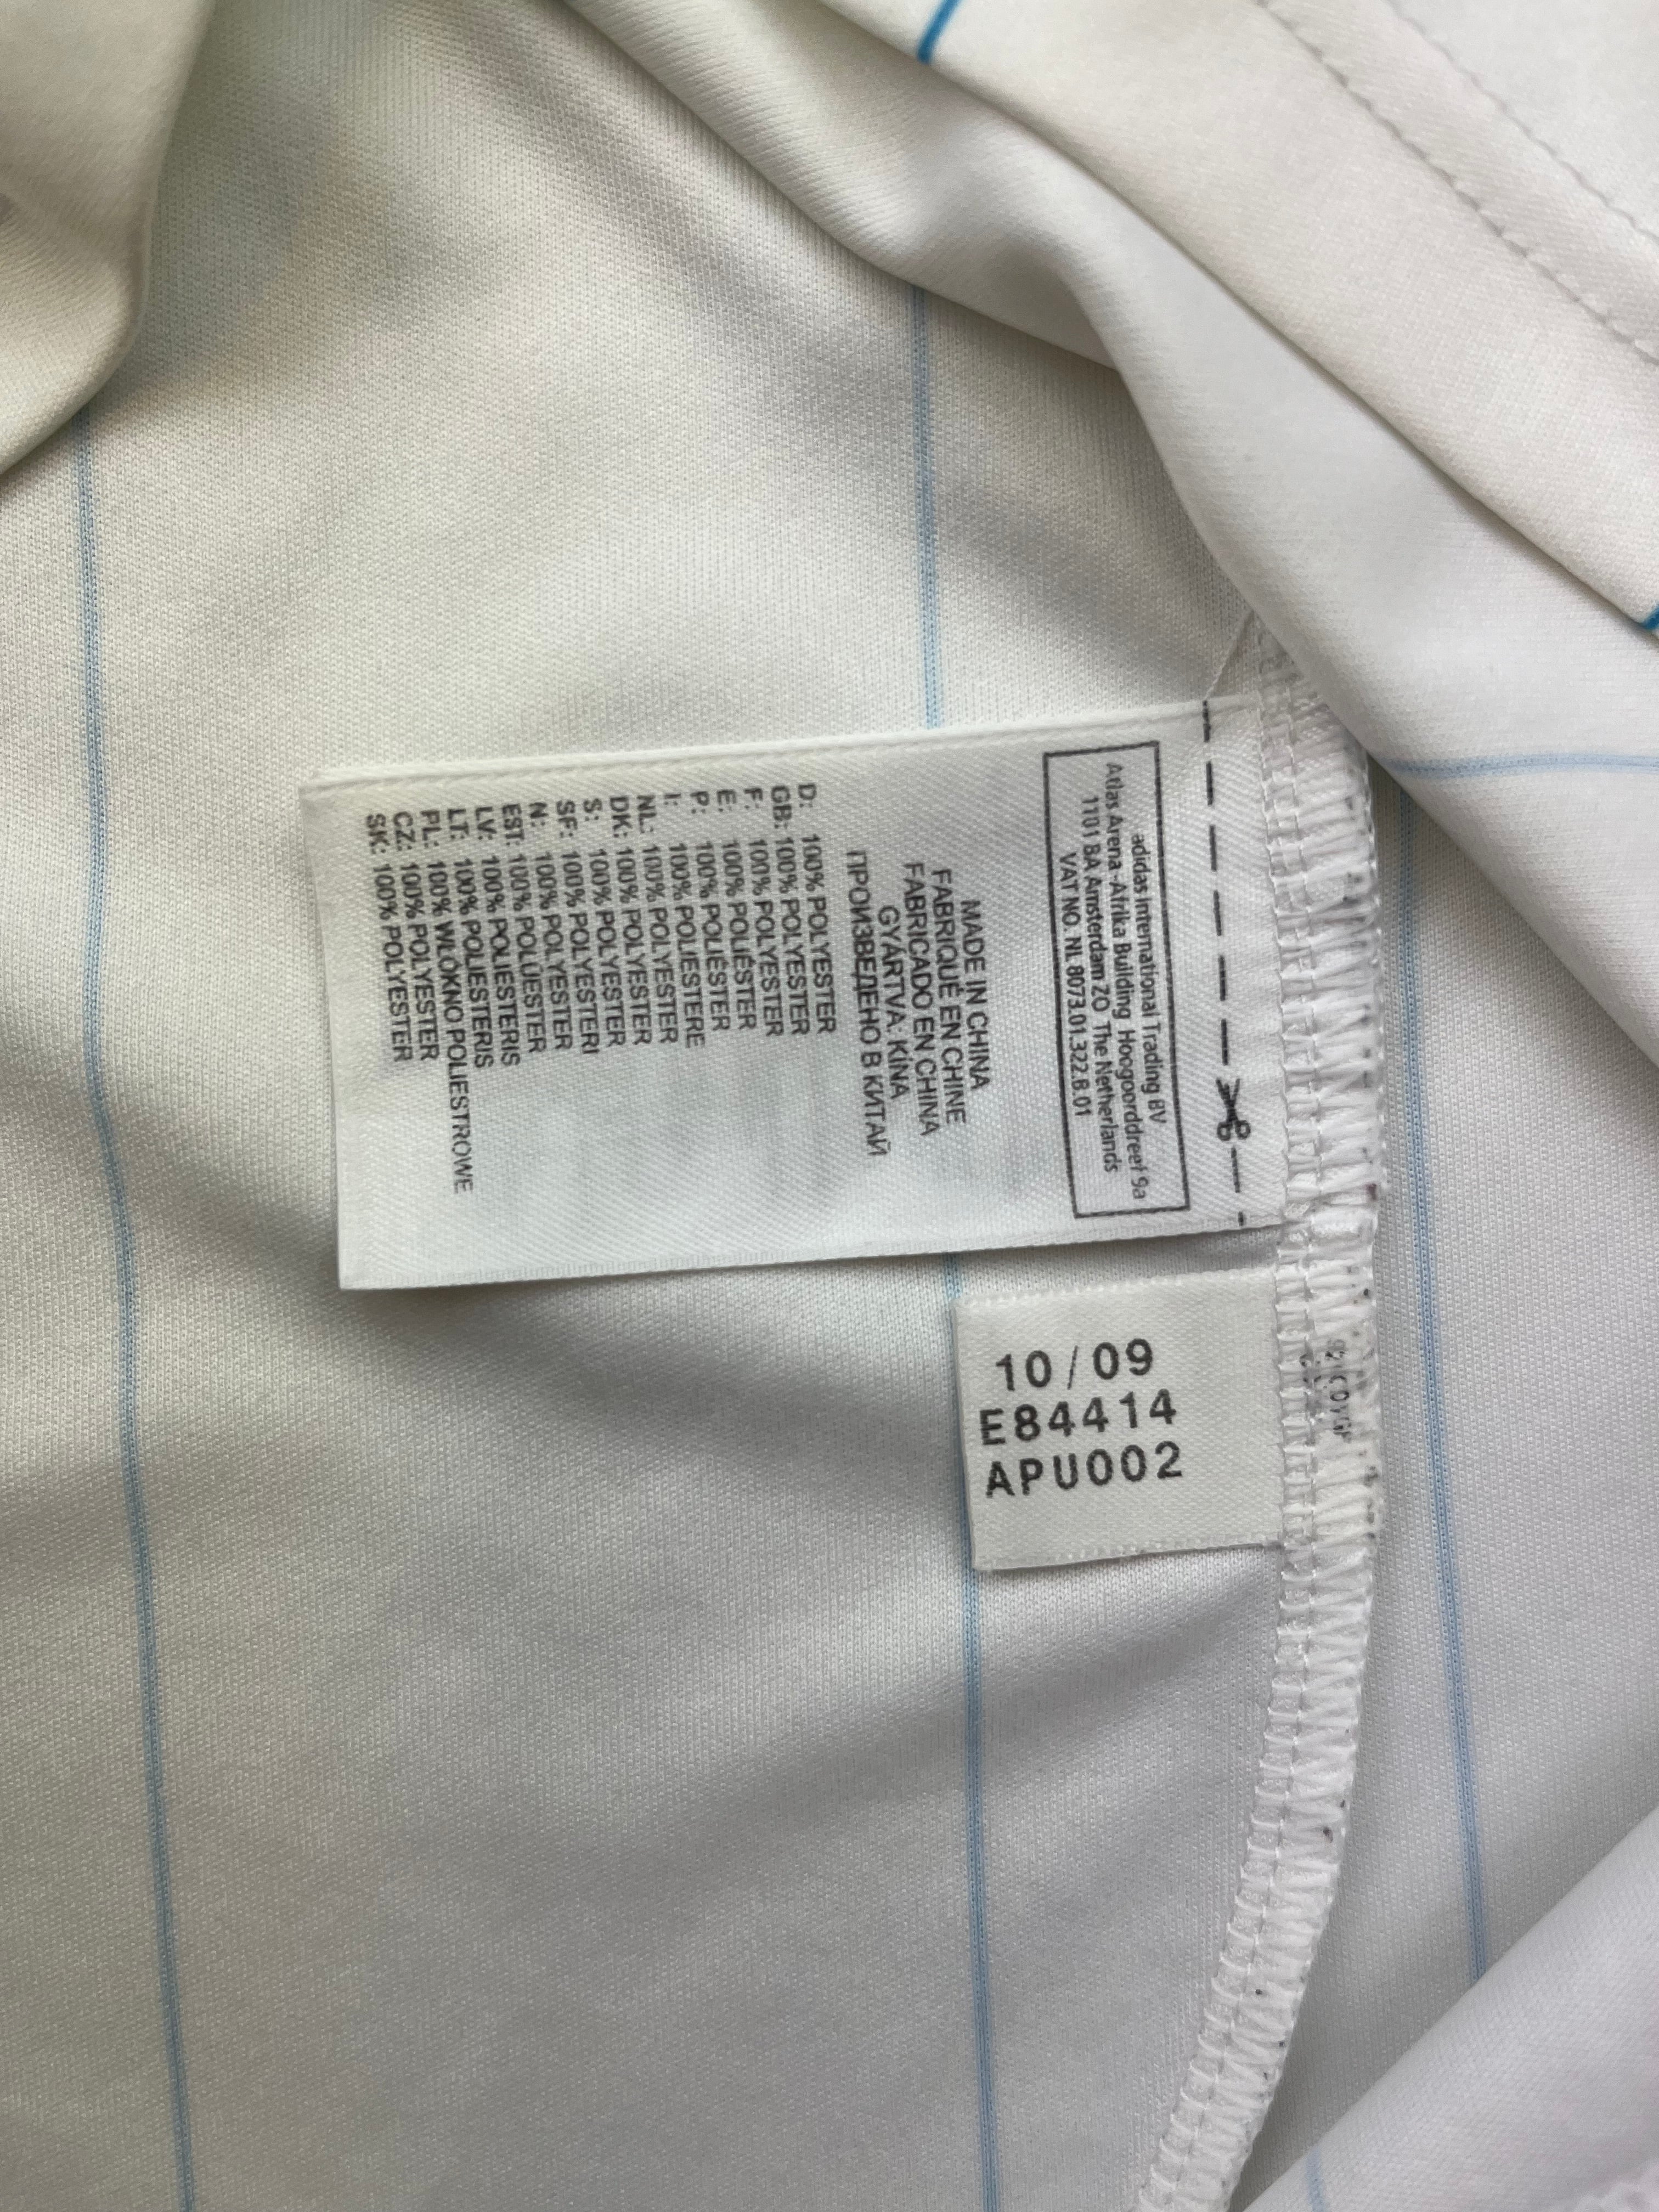 adidas international Trading BV
Atlas Arena-Afrika Building Hoogoorddreef 9a
1101 BA Amsterdam ZO The Netherlands
VAT NO. NL 8073.01.322.B.01
MADE IN CHINA
FABRIQUÉ EN CHINE
FABRICADO EN CHINA
GYÁRTVA: KÍNA
ПРОИЗВЕДЕНО В КИТАЙ
D: 100% POLYESTER
GB: 100% POLYESTER
F: 100% POLYESTER
E: 100% POLIÉSTER
P: 100% POLIÉSTER
I: 100% POLIESTERE
NL: 100% POLYESTER
DK: 100% POLYESTER
S: 100% POLYESTER
SF: 100% POLYESTERI
N: 100% POLYESTER
EST: 100% POLÜESTER
LV: 100% POLIESTERIS
LT: 100% POLIESTERIS
PL: 100% WŁÓKNO POLIESTROWE
CZ: 100% POLYESTER
SK: 100% POLYESTER
10/09
E84414
APU002